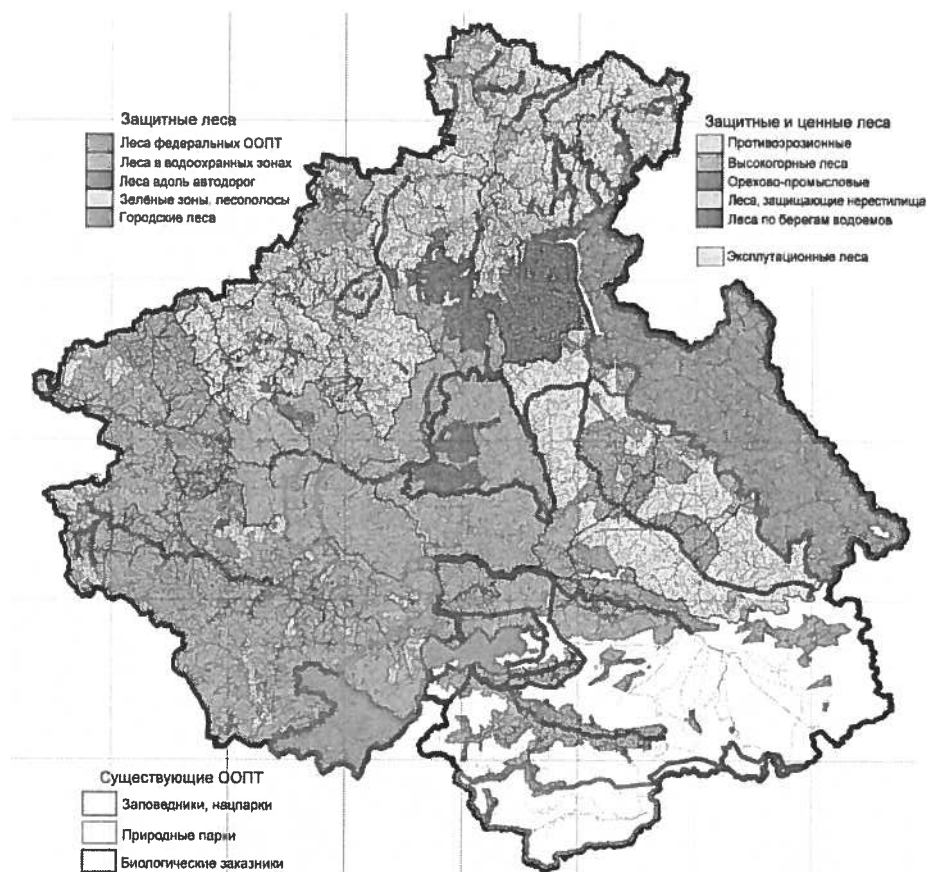 Защитные леса
Леса федеральных ООПТ
Леса в водоохранных зонах
Леса вдоль автодорог
Зелёные зоны, лесополосы
Городские леса
Защитные и ценные леса
Противоэрозионные
Высокогорные леса
Орехово-промысловые
Леса, защищающие нерестилища
Леса по берегам водоемов
Эксплутационные леса
Существующие ООПТ
Заповедники, нацпарки
Природные парки
Биологические заказники